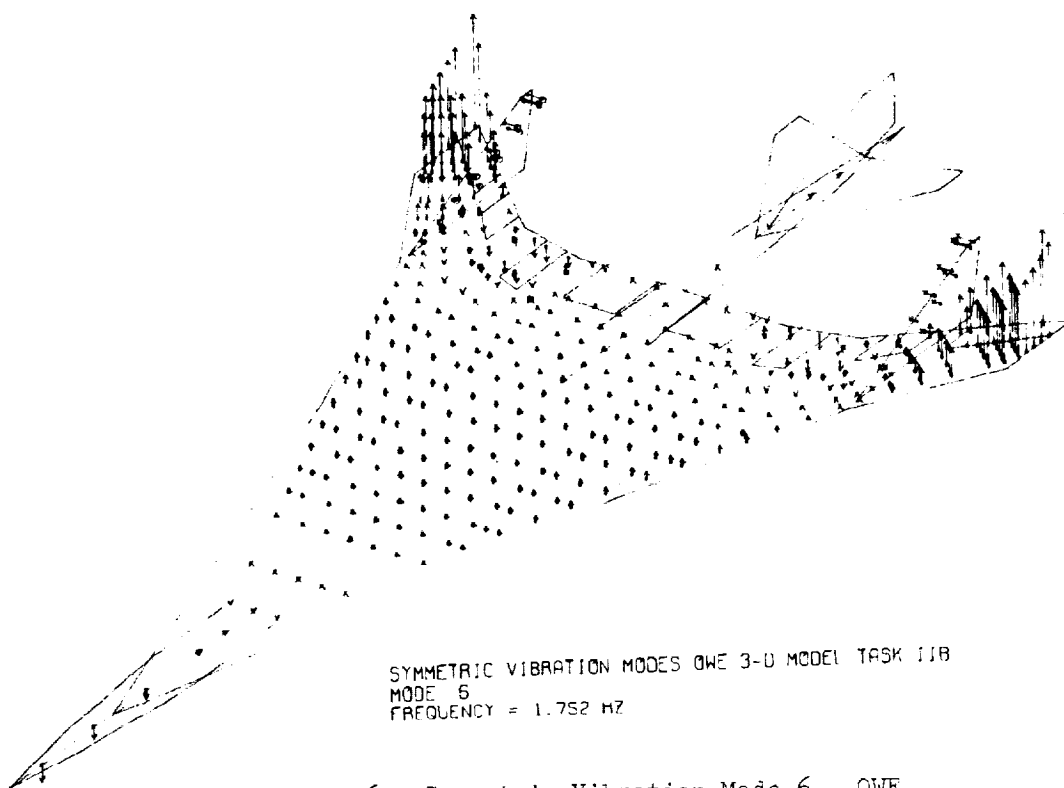 SYMMETRIC VIBRATION MODES OWE 3-D MODEL TASK IIB
MODE 6
FREQUENCY = 1.752 HZ
Vibration Mode 6 OWE